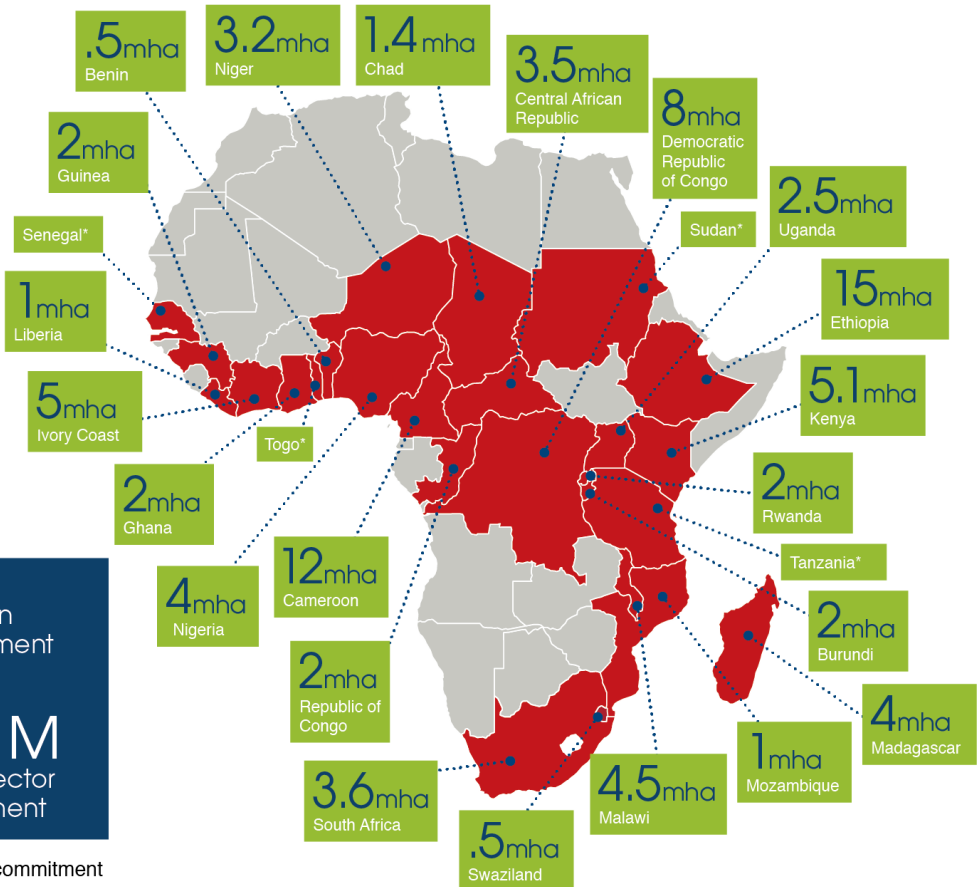 .5mha
Benin
3.2mha
Niger
1.4mha
Chad
3.5mha
Central African
Republic
8mha
Democratic
Republic
of Congo
2mha
Guinea
2.5mha
Uganda
Senegal*
Sudan*
15mha
Ethiopia
1mha
Liberia
5.1mha
Kenya
5mha
Ivory Coast
Togo*
2mha
Ghana
2mha
Rwanda
4mha
Nigeria
12mha
Cameroon
Tanzania*
2mha
Burundi
2mha
Republic of
Congo
4mha
Madagascar
1mha
Mozambique
3.6mha
South Africa
4.5mha
Malawi
.5mha
Swaziland
M
commitment